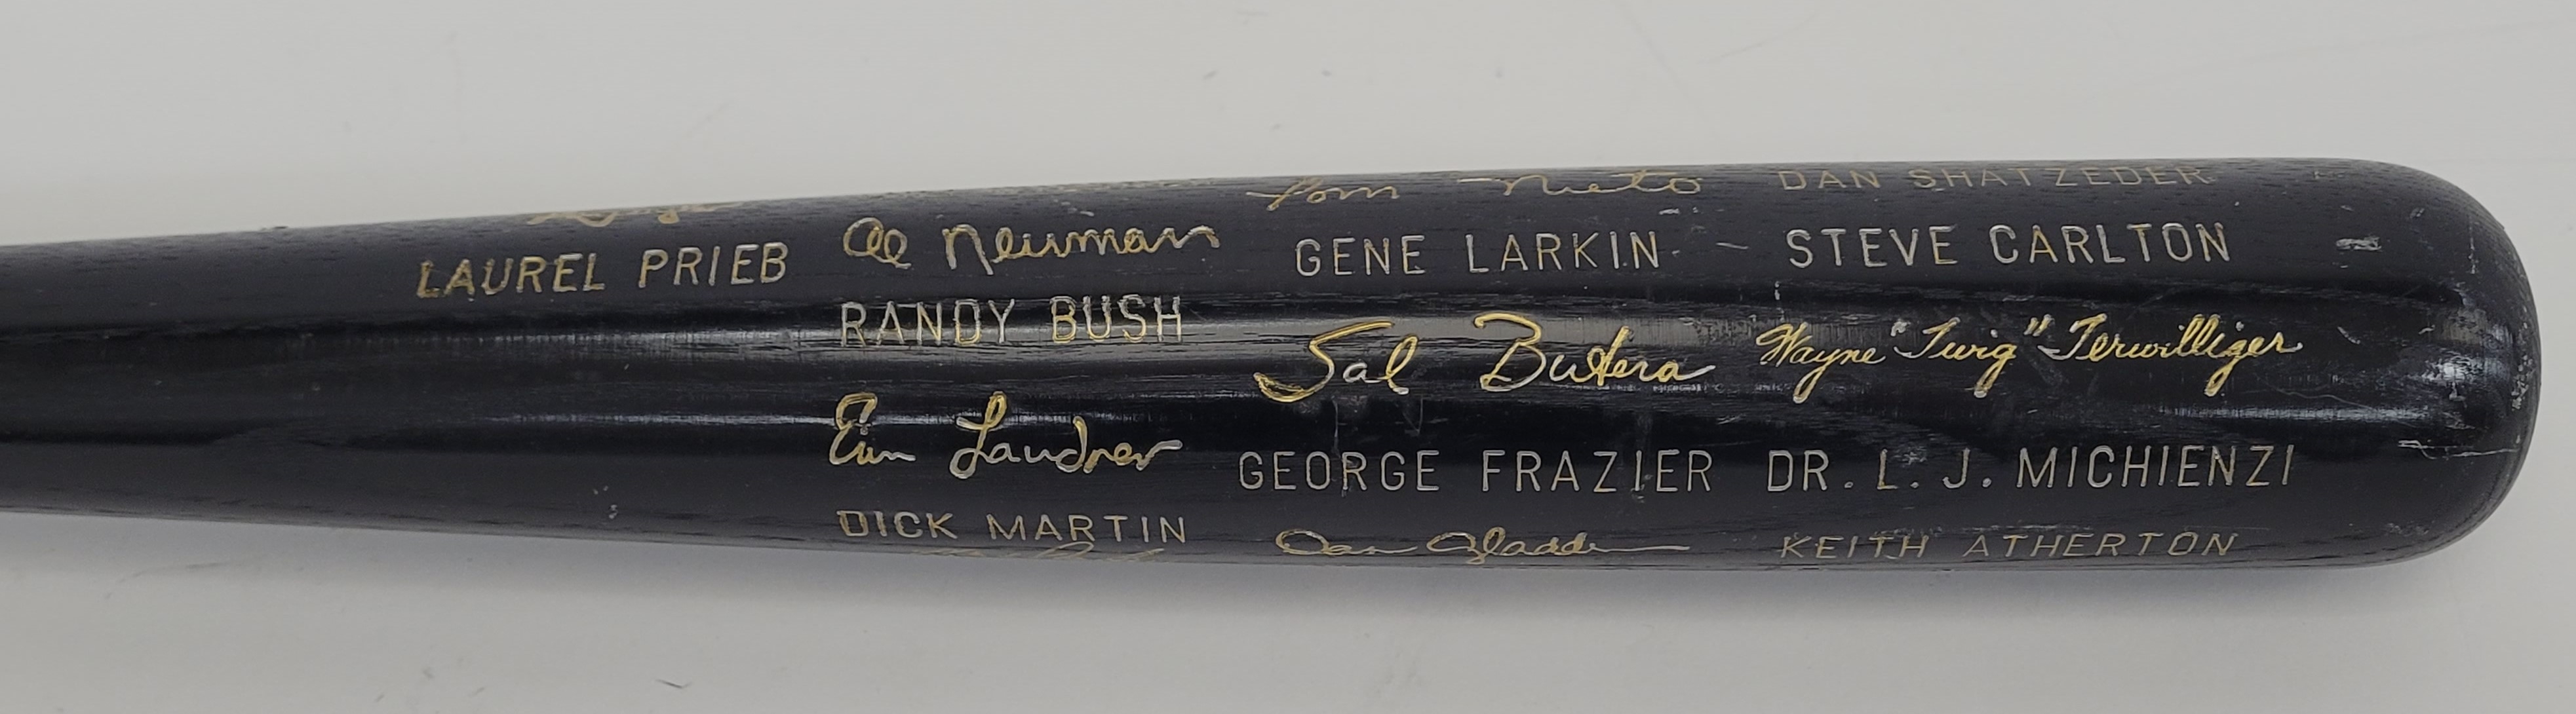 Tom Nieto DAN SHATZEDER
LAUREL PRIEB Al Newman GENE LARKIN STEVE CARLTON
RANDY BUSH Sal Butera Wayne "Twig" Terwilliger
Tim Laudner GEORGE FRAZIER DR. L. J. MICHIENZI
DICK MARTIN Dan Gladden KEITH ATHERTON